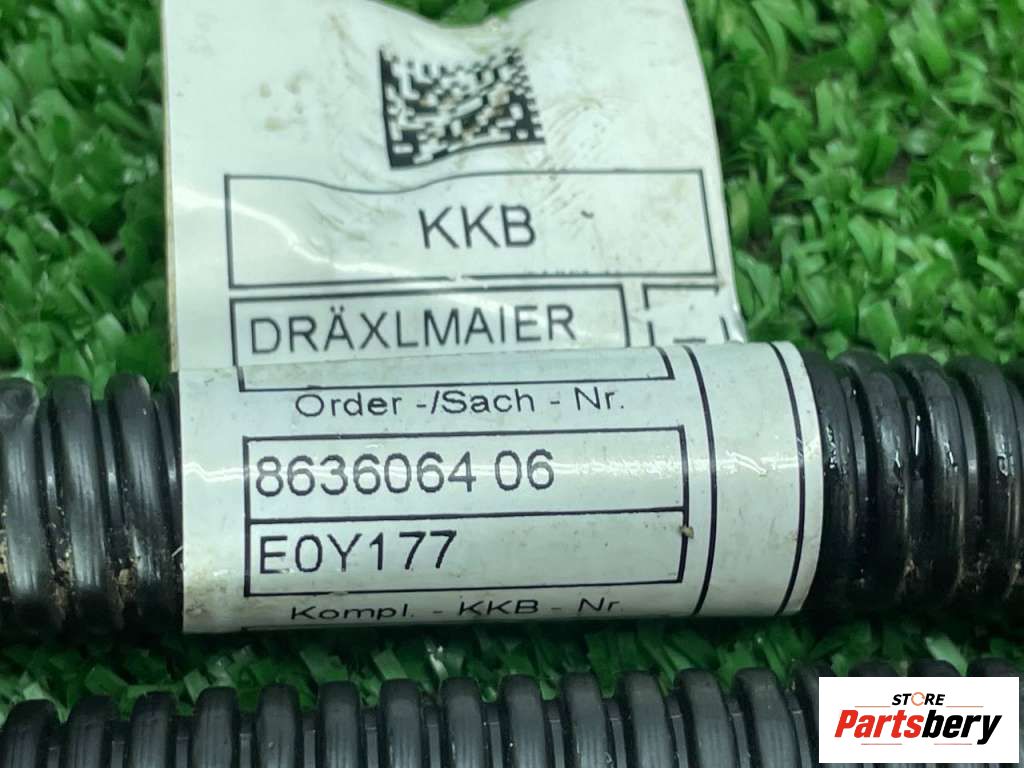 KKB
DRÄXLMAIER
Order -/Sach - Nr.
8636064 06
E0Y177
Kompl. - KKB - Nr
STORE
Partsbery